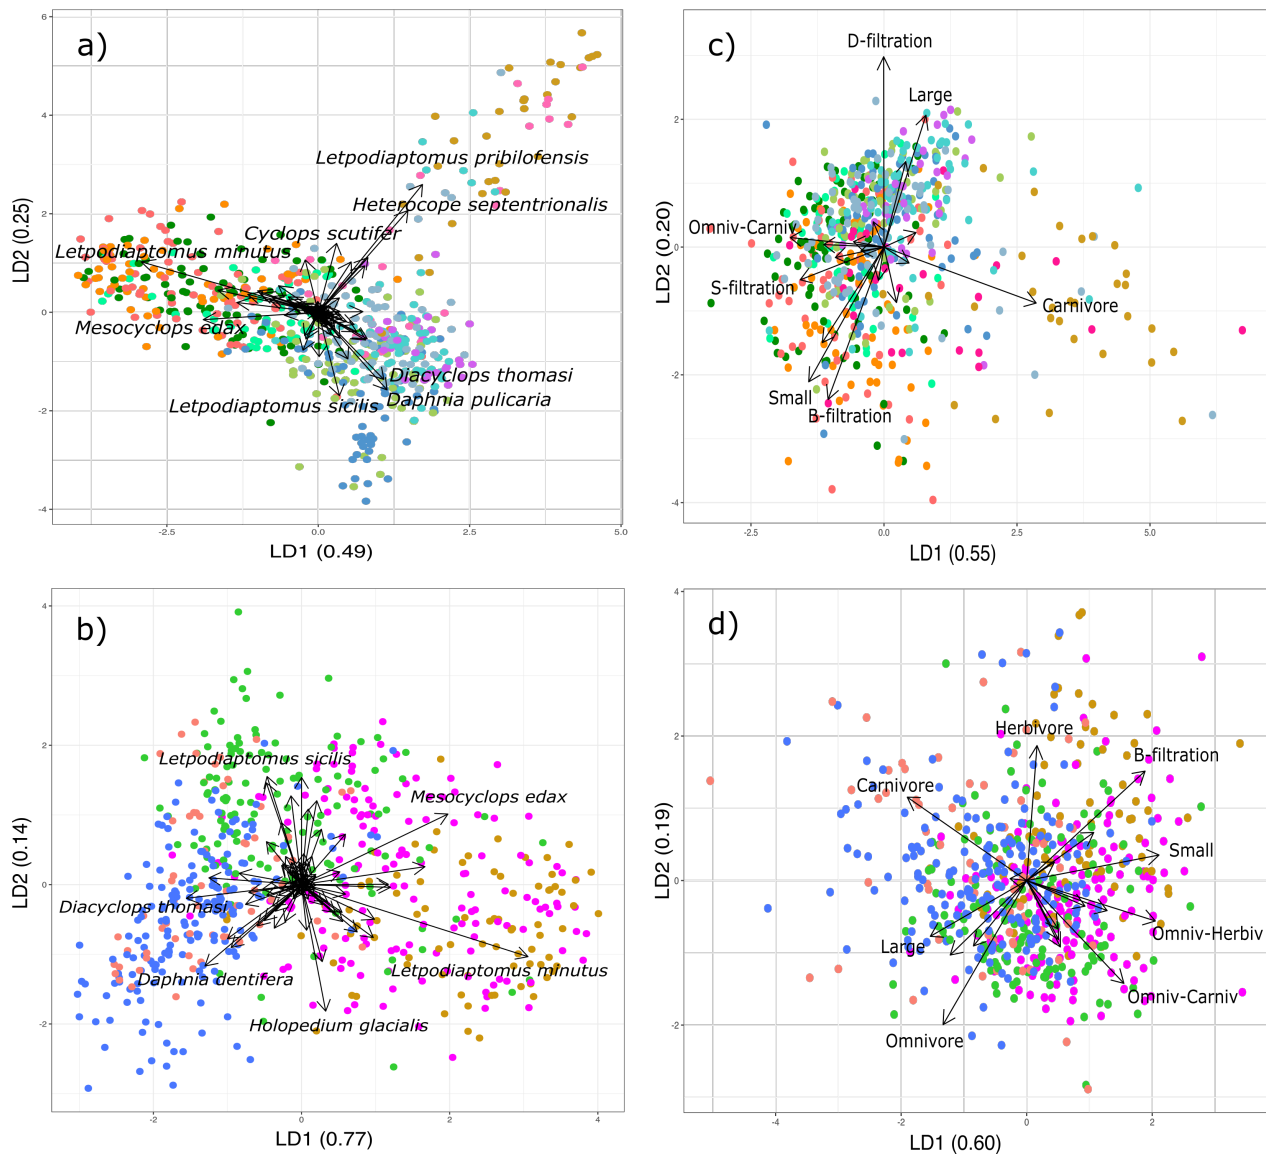 a)
6
4
2
0
-2
-4
LD2 (0.25)
Letpodiaptomus pribilofensis
Heterocope septentrionalis
Cyclops scutifer
Letpodiaptomus minutus
Mesocyclops edax
Diacyclops thomasi
Daphnia pulicaria
Letpodiaptomus sicilis
-2.5
0.0
2.5
5.0
LD1 (0.49)
c)
2
0
-2
-4
LD2 (0.20)
D-filtration
Large
Omniv-Carniv
S-filtration
Carnivore
Small
B-filtration
-2.5
0.0
2.5
5.0
LD1 (0.55)
b)
4
2
0
-2
LD2 (0.14)
Letpodiaptomus sicilis
Mesocyclops edax
Diacyclops thomasi
Daphnia dentifera
Letpodiaptomus minutus
Holopedium glacialis
-2
0
2
4
LD1 (0.77)
d)
4
2
0
-2
LD2 (0.19)
Herbivore
B-filtration
Carnivore
Small
Omniv-Herbiv
Large
Omniv-Carniv
Omnivore
-4
-2
0
2
LD1 (0.60)